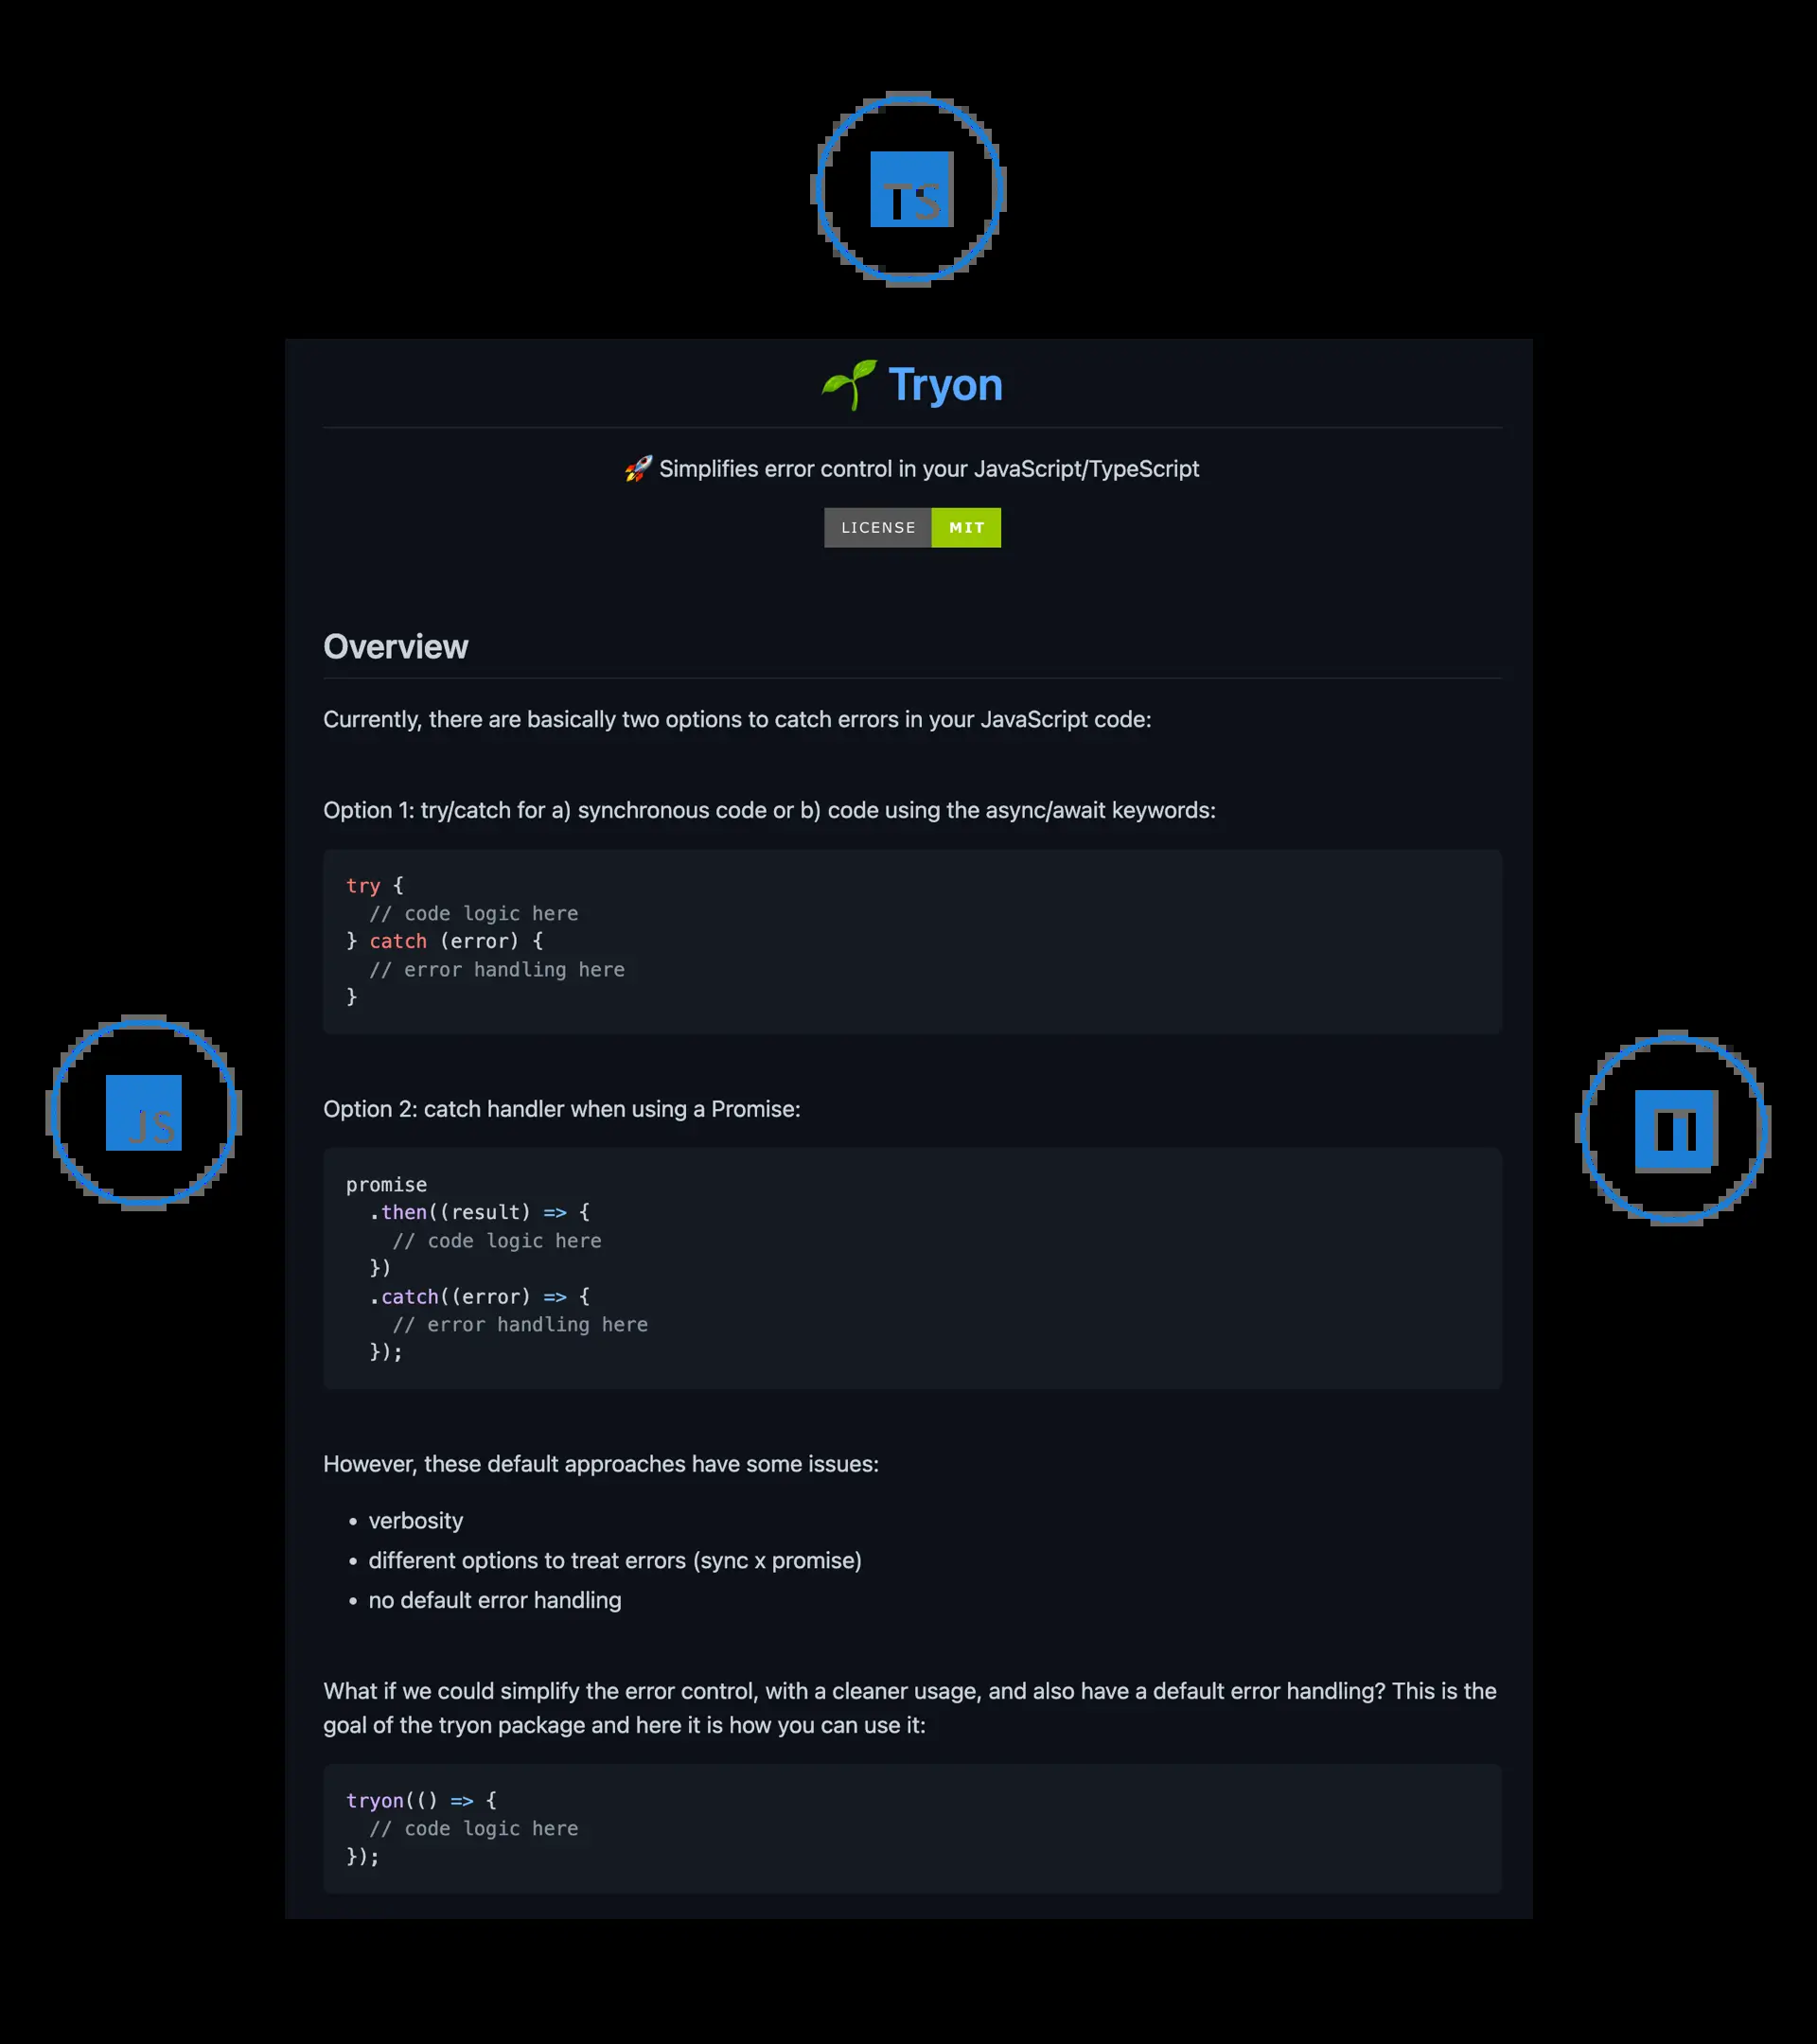 TS
Tryon
Simplifies error control in your JavaScript/TypeScript
LICENSE MIT
Overview
Currently, there are basically two options to catch errors in your JavaScript code:
Option 1: try/catch for a) synchronous code or b) code using the async/await keywords:
try {
  // code logic here
} catch (error) {
  // error handling here
}
JS
Option 2: catch handler when using a Promise:
promise
  .then((result) => {
    // code logic here
  })
  .catch((error) => {
    // error handling here
  });
However, these default approaches have some issues:
• verbosity
• different options to treat errors (sync x promise)
• no default error handling
What if we could simplify the error control, with a cleaner usage, and also have a default error handling? This is the
goal of the tryon package and here it is how you can use it:
tryon(() => {
  // code logic here
});